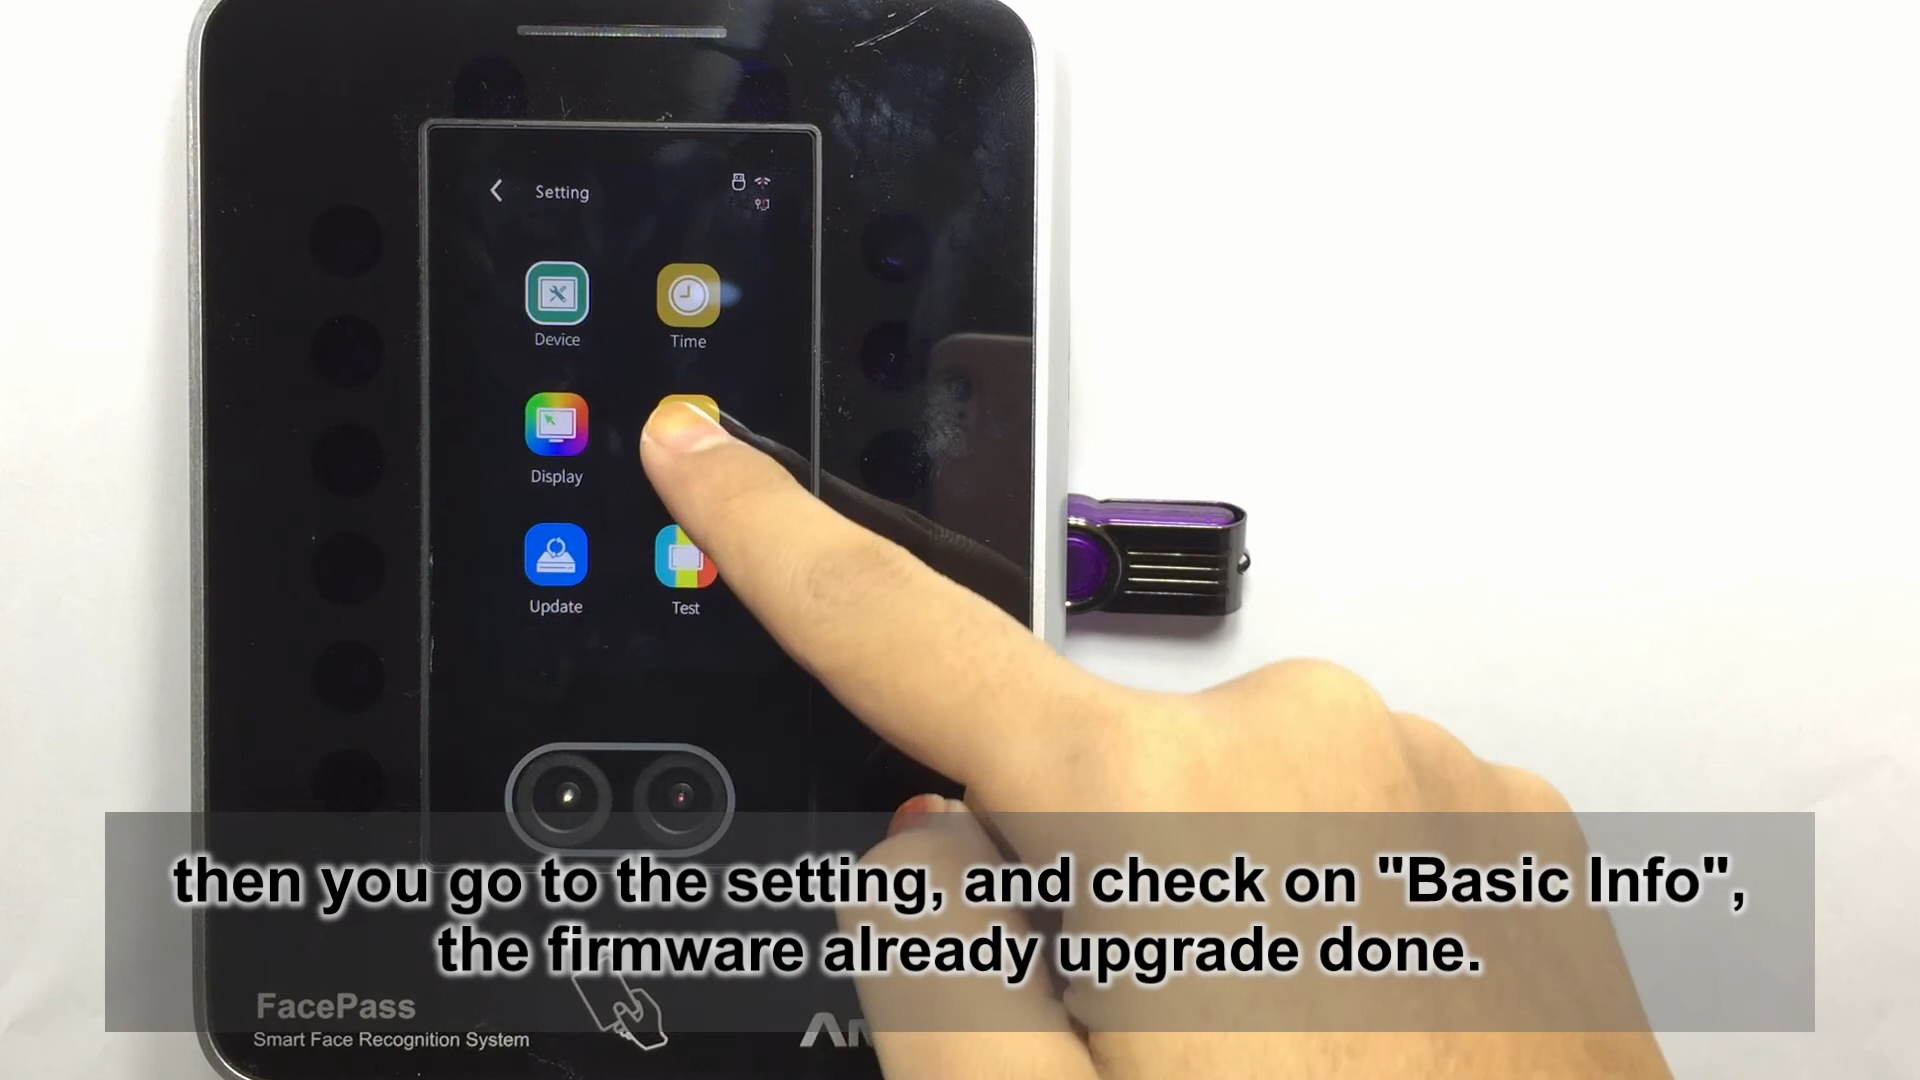 Setting
Device
Time
Display
Update
Test
then you go to the setting, and check on "Basic Info",
the firmware already upgrade done.
FacePass
Smart Face Recognition System